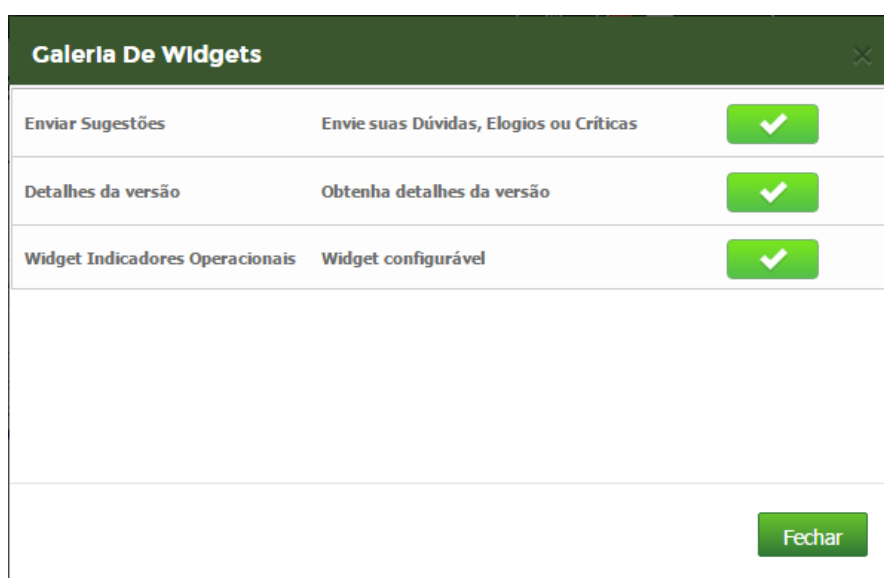 Galeria De Widgets
Enviar Sugestões Envie suas Dúvidas, Elogios ou Críticas
Detalhes da versão Obtenha detalhes da versão
Widget Indicadores Operacionais Widget configurável
Fechar